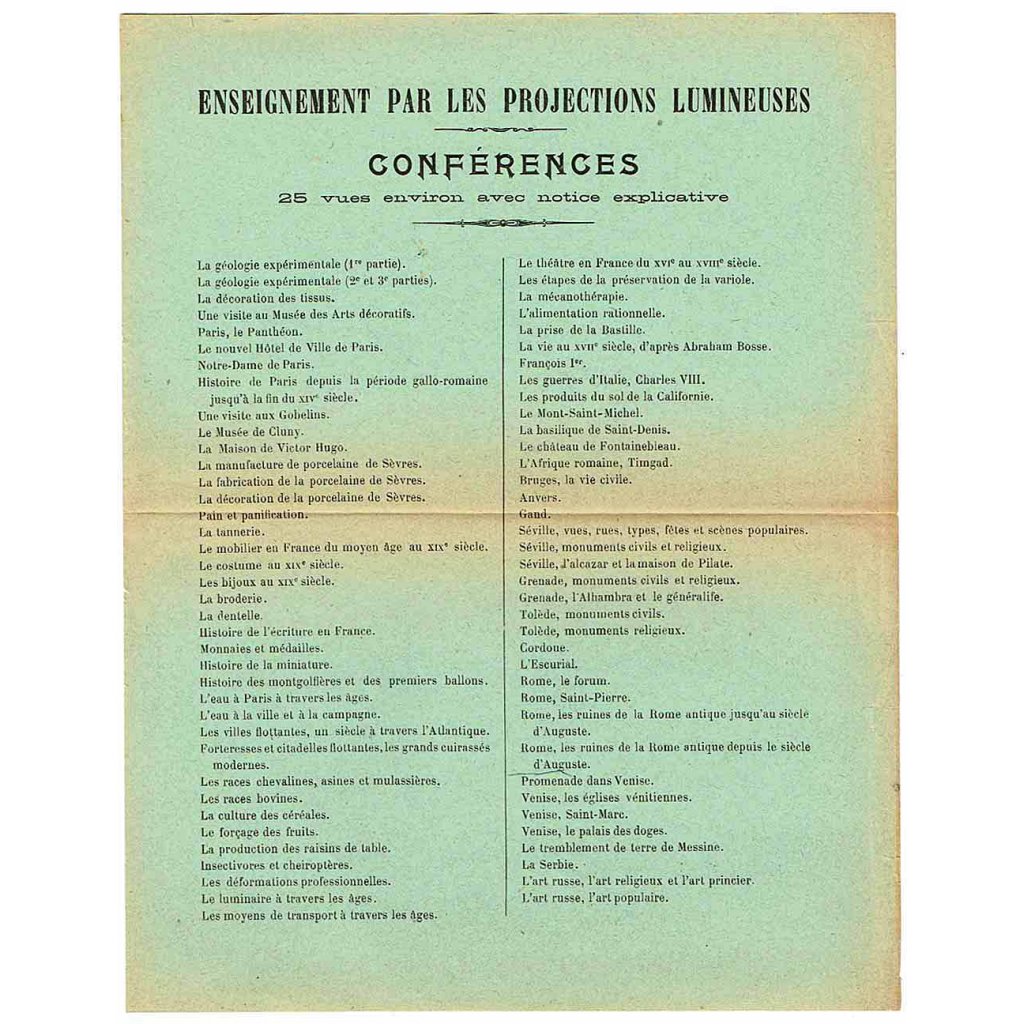 ENSEIGNEMENT PAR LES PROJECTIONS LUMINEUSES
CONFÉRENCES
25 vues environ avec notice explicative
La géologie expérimentale (1re partie).
La géologie expérimentale (2e et 3e parties).
La décoration des tissus.
Une visite au Musée des Arts décoratifs.
Paris, le Panthéon.
Le nouvel Hôtel de Ville de Paris.
Notre-Dame de Paris.
Histoire de Paris depuis la période gallo-romaine
jusqu'à la fin du XIVe siècle.
Une visite aux Gobelins.
Le Musée de Cluny.
La Maison de Victor Hugo.
La manufacture de porcelaine de Sèvres.
La fabrication de la porcelaine de Sèvres.
La décoration de la porcelaine de Sèvres.
Pain et panification.
La tannerie.
Le mobilier en France du moyen âge au XIXe siècle.
Le costume au XIXe siècle.
Les bijoux au XIXe siècle.
La broderie.
La dentelle.
Histoire de l'écriture en France.
Monnaies et médailles.
Histoire de la miniature.
Histoire des montgolfières et des premiers ballons.
L'eau à Paris à travers les âges.
L'eau à la ville et à la campagne.
Les villes flottantes, un siècle à travers l'Atlantique.
Forteresses et citadelles flottantes, les grands cuirassés
modernes.
Les races chevalines, asines et mulassières.
Les races bovines.
La culture des céréales.
Le forçage des fruits.
La production des raisins de table.
Insectivores et cheiroptères.
Les déformations professionnelles.
Le luminaire à travers les âges.
Les moyens de transport à travers les âges.
Le théâtre en France du XVIe au XVIIIe siècle.
Les étapes de la préservation de la variole.
La mécanothérapie.
L'alimentation rationnelle.
La prise de la Bastille.
La vie au XVIIe siècle, d'après Abraham Bosse.
François Ier.
Les guerres d'Italie, Charles VIII.
Les produits du sol de la Californie.
Le Mont-Saint-Michel.
La basilique de Saint-Denis.
Le château de Fontainebleau.
L'Afrique romaine, Timgad.
Bruges, la vie civile.
Anvers.
Gand.
Séville, vues, rues, types, fêtes et scènes populaires.
Séville, monuments civils et religieux.
Séville, l'alcazar et la maison de Pilate.
Grenade, monuments civils et religieux.
Grenade, l'Alhambra et le généralife.
Tolède, monuments civils.
Tolède, monuments religieux.
Cordoue.
L'Escurial.
Rome, le forum.
Rome, Saint-Pierre.
Rome, les ruines de la Rome antique jusqu'au siècle
d'Auguste.
Rome, les ruines de la Rome antique depuis le siècle
d'Auguste.
Promenade dans Venise.
Venise, les églises vénitiennes.
Venise, Saint-Marc.
Venise, le palais des doges.
Le tremblement de terre de Messine.
La Serbie.
L'art russe, l'art religieux et l'art princier.
L'art russe, l'art populaire.